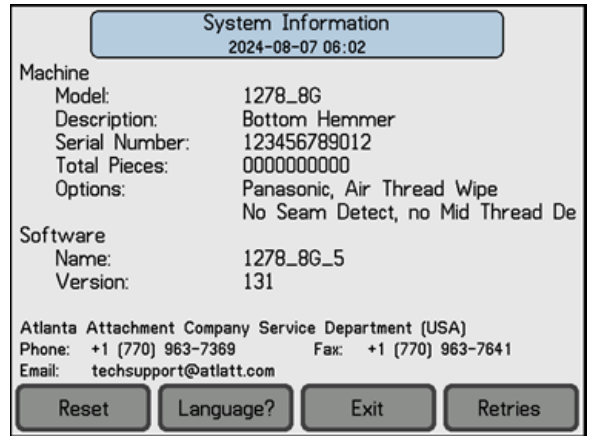 System Information
2024-08-07 06:02
Machine
Model: 1278_8G
Description: Bottom Hemmer
Serial Number: 123456789012
Total Pieces: 0000000000
Options: Panasonic, Air Thread Wipe
No Seam Detect, no Mid Thread De
Software
Name: 1278_8G_5
Version: 131
Atlanta Attachment Company Service Department (USA)
Phone: +1 (770) 963-7369 Fax: +1 (770) 963-7641
Email: techsupport@atlatt.com
Reset Language? Exit Retries